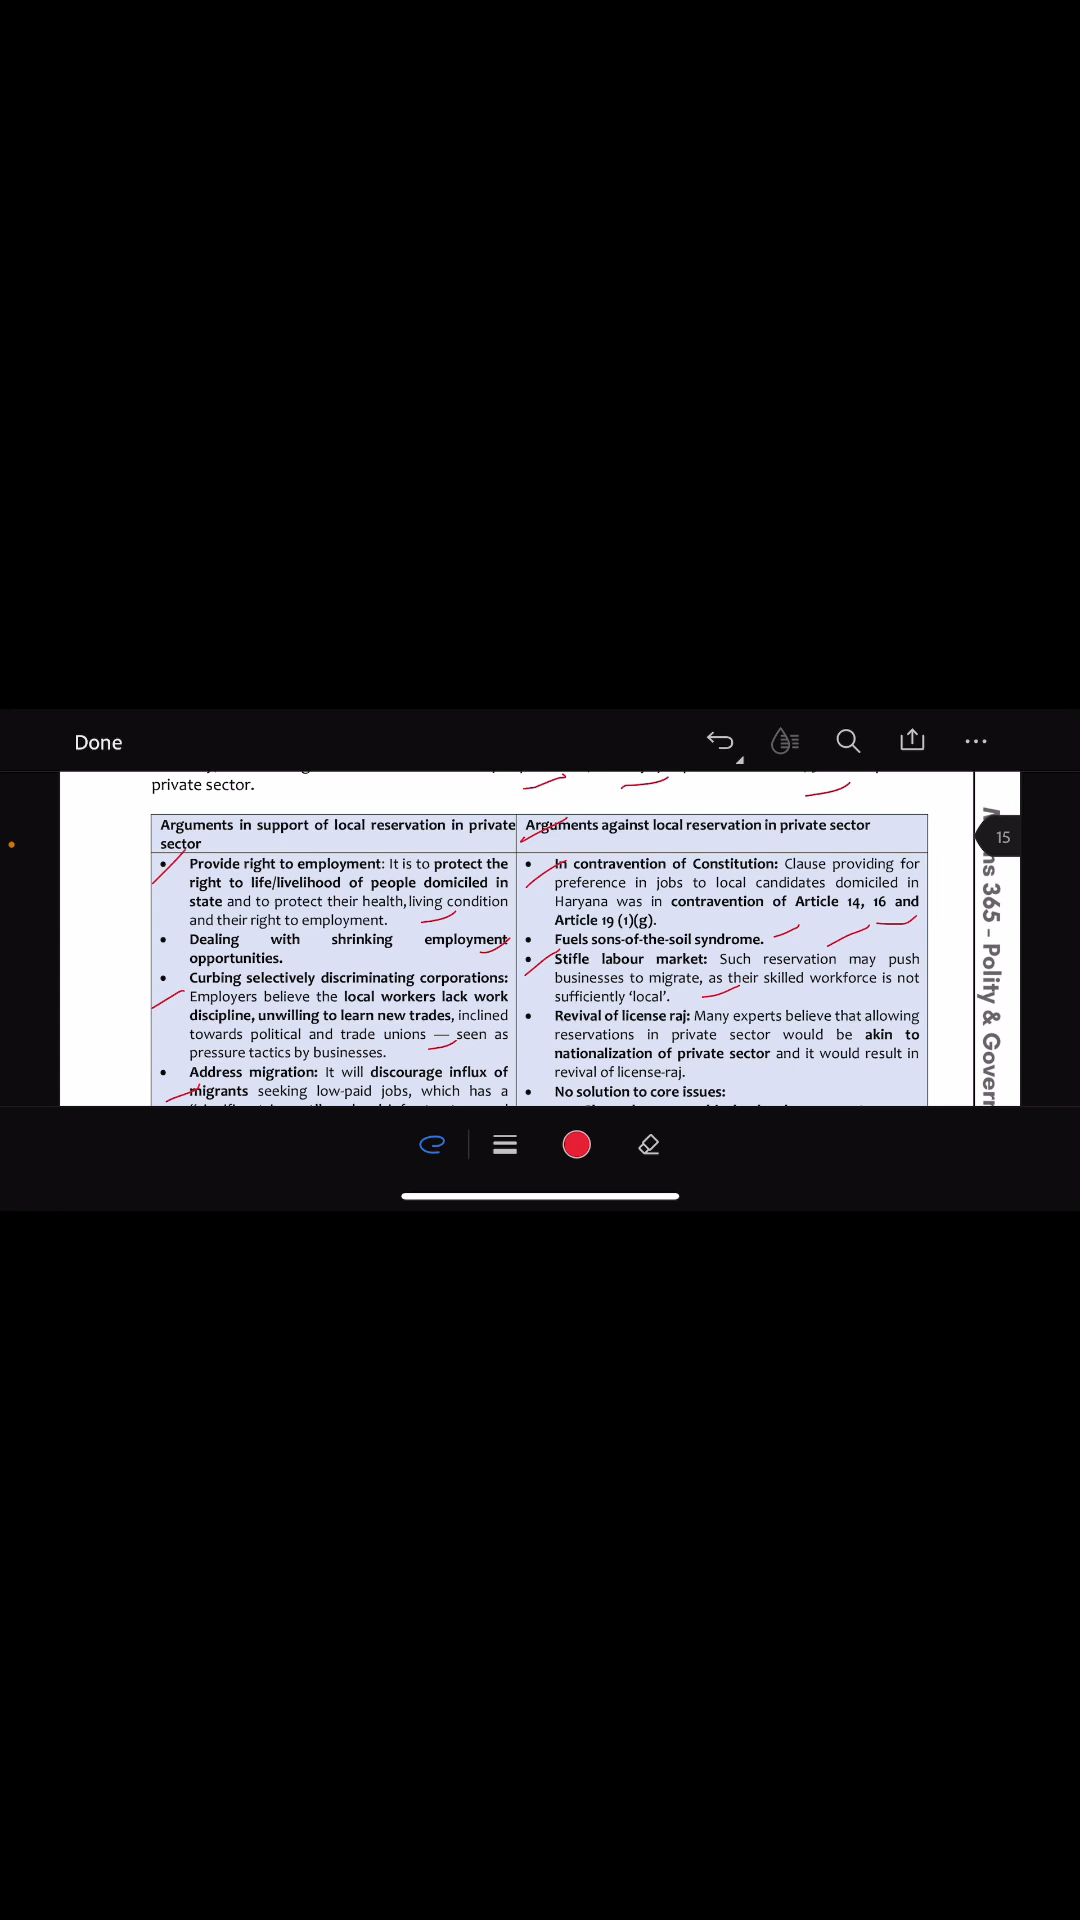 Done
private sector.
15
Arguments in support of local reservation in private
sector
• Provide right to employment: It is to protect the
right to life/livelihood of people domiciled in
state and to protect their health, living condition
and their right to employment.
• Dealing with shrinking employment
opportunities.
• Curbing selectively discriminating corporations:
Employers believe the local workers lack work
discipline, unwilling to learn new trades, inclined
towards political and trade unions — seen as
pressure tactics by businesses.
• Address migration: It will discourage influx of
migrants seeking low-paid jobs, which has a
Arguments against local reservation in private sector
• In contravention of Constitution: Clause providing for
preference in jobs to local candidates domiciled in
Haryana was in contravention of Article 14, 16 and
Article 19 (1)(g).
• Fuels sons-of-the-soil syndrome.
• Stifle labour market: Such reservation may push
businesses to migrate, as their skilled workforce is not
sufficiently ‘local’.
• Revival of license raj: Many experts believe that allowing
reservations in private sector would be akin to
nationalization of private sector and it would result in
revival of license-raj.
• No solution to core issues:
365 - Polity &